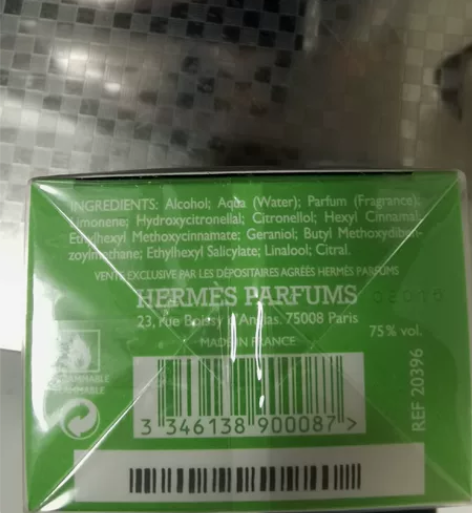 INGREDIENTS: Alcohol; Aqua (Water); Parfum (Fragrance);
Limonene; Hydroxycitronellal; Citronellol; Hexyl Cinnamal;
Ethylhexyl Methoxycinnamate; Geraniol; Butyl Methoxydiben-
zoylmethane; Ethylhexyl Salicylate; Linalool; Citral.
VENTE EXCLUSIVE PAR LES DÉPOSITAIRES AGRÉÉS HERMÈS PARFUMS
HERMÈS PARFUMS
23, rue Boissy d'Anglas. 75008 Paris
75% vol.
MADE IN FRANCE
REF 20396
3 346138 900087 >